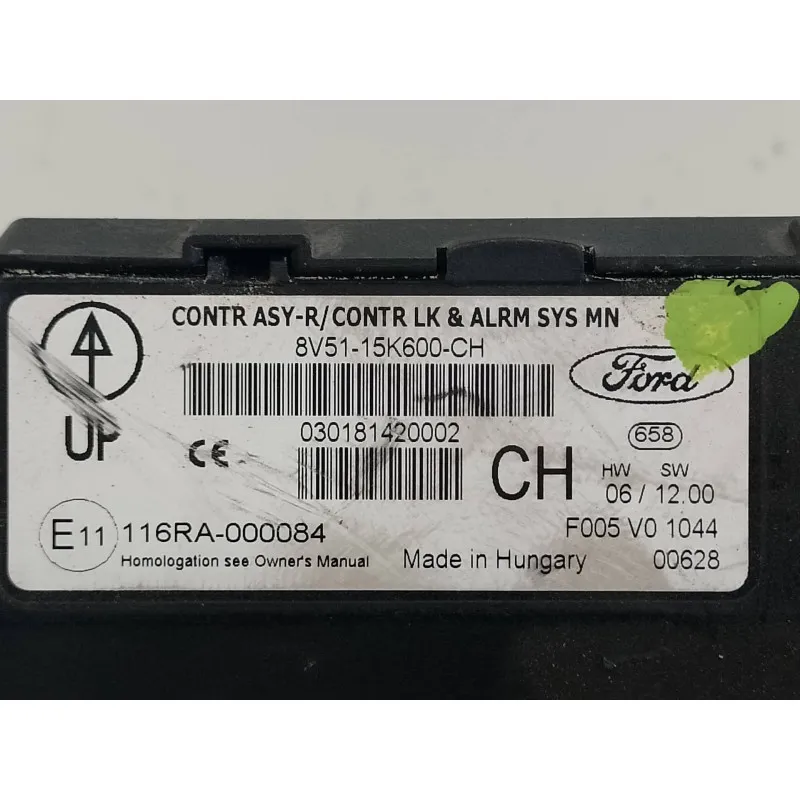 CONTR ASY-R/CONTR LK & ALRM SYS MN
8V51-15K600-CH
Ford
UP
030181420002
CE
CH
658
HW SW
06 / 12.00
E11 116RA-000084
F005 V0 1044
Homologation see Owner's Manual
Made in Hungary
00628